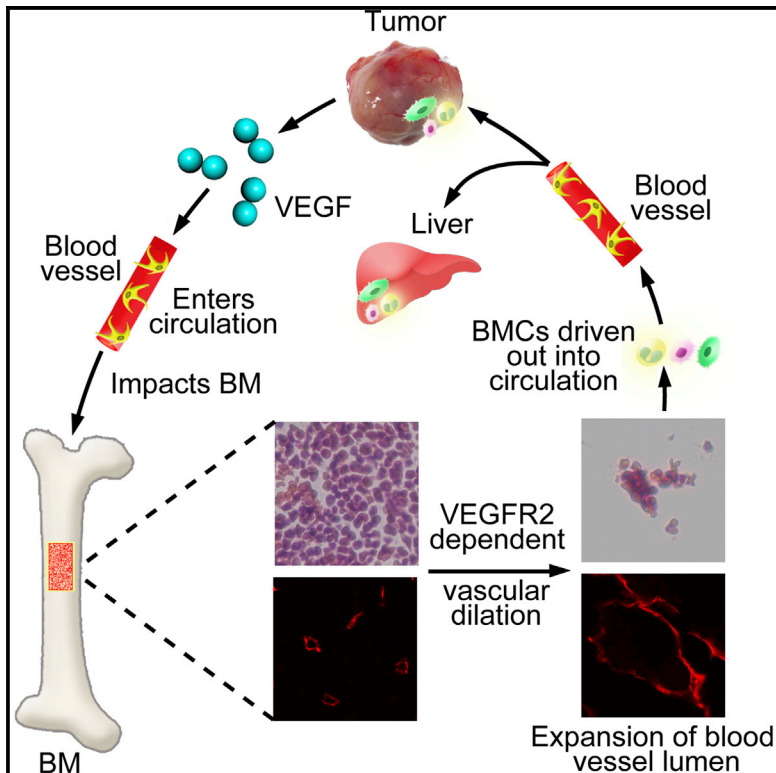 Tumor
VEGF
Blood
vessel
Enters
circulation
Impacts BM
BM
VEGFR2
dependent
vascular
dilation
Expansion of blood
vessel lumen
BMCs driven
out into
circulation
Blood
vessel
Liver